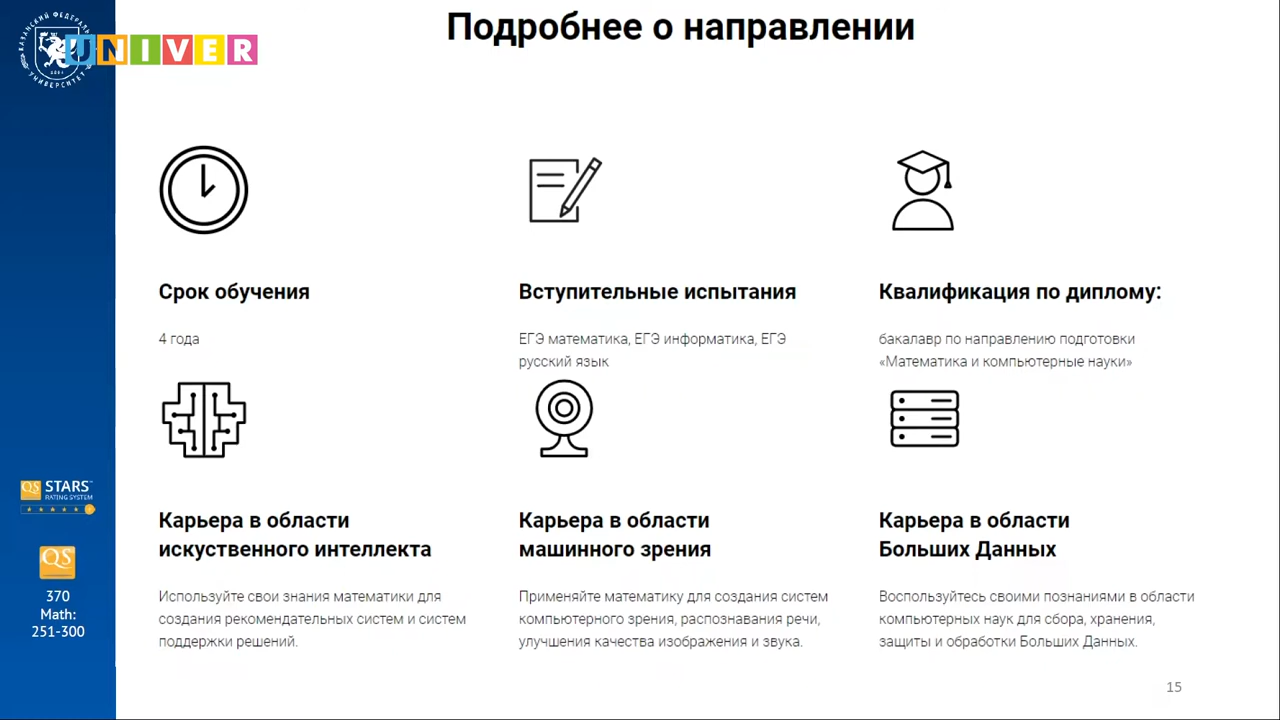 Подробнее о направлении
UNIVER
Срок обучения
4 года
Вступительные испытания
ЕГЭ математика, ЕГЭ информатика, ЕГЭ
русский язык
Квалификация по диплому:
бакалавр по направлению подготовки
«Математика и компьютерные науки»
Карьера в области
искуственного интеллекта
Используйте свои знания математики для
создания рекомендательных систем и систем
поддержки решений.
Карьера в области
машинного зрения
Применяйте математику для создания систем
компьютерного зрения, распознавания речи,
улучшения качества изображения и звука.
Карьера в области
Больших Данных
Воспользуйтесь своими познаниями в области
компьютерных наук для сбора, хранения,
защиты и обработки Больших Данных.
QS STARS
RATING SYSTEM
QS
370
Math:
251-300
15